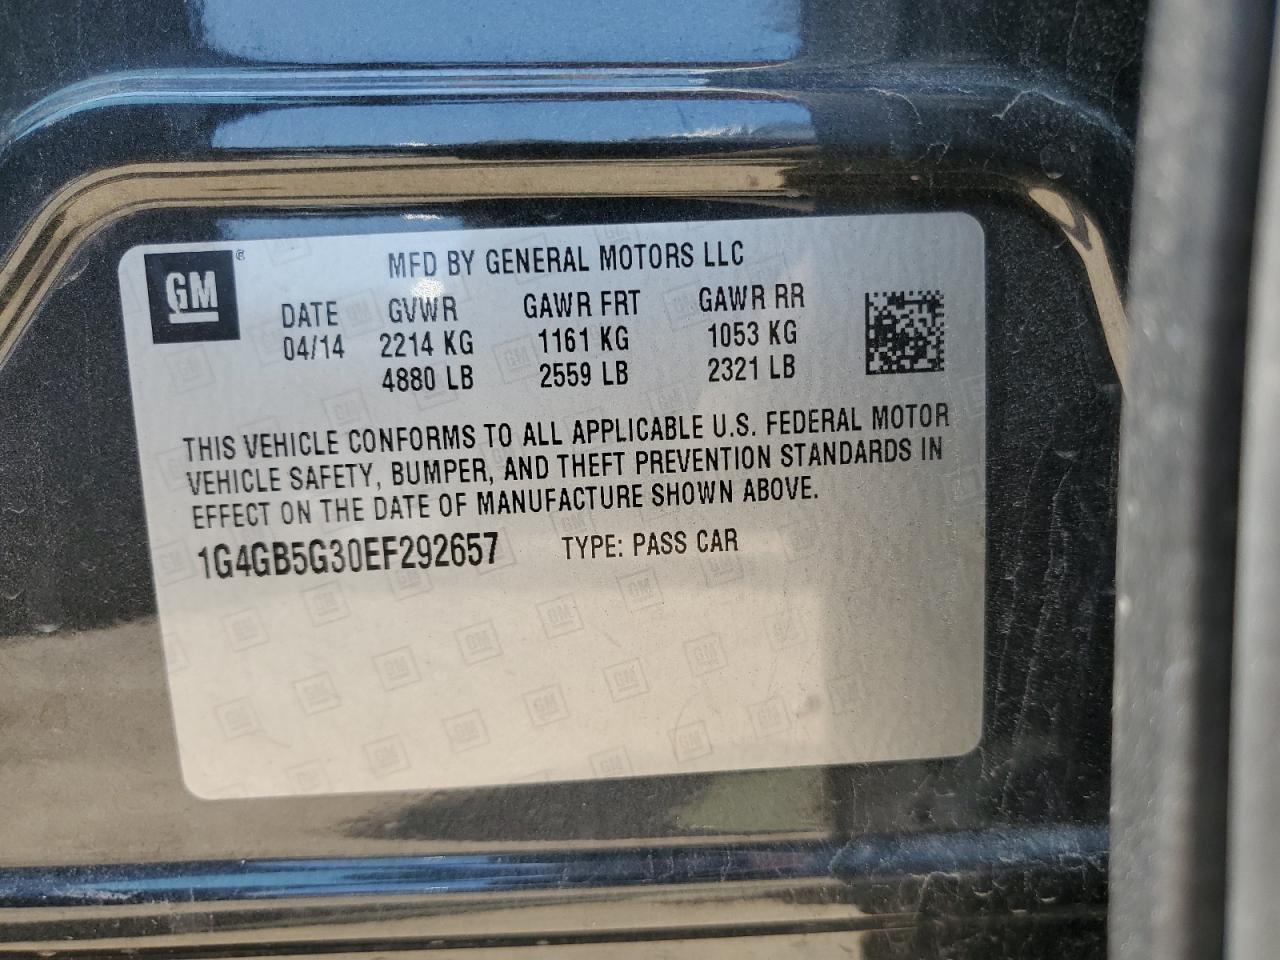 GM®
MFD BY GENERAL MOTORS LLC
DATE GVWR GAWR FRT GAWR RR
04/14 2214 KG 1161 KG 1053 KG
4880 LB 2559 LB 2321 LB
THIS VEHICLE CONFORMS TO ALL APPLICABLE U.S. FEDERAL MOTOR
VEHICLE SAFETY, BUMPER, AND THEFT PREVENTION STANDARDS IN
EFFECT ON THE DATE OF MANUFACTURE SHOWN ABOVE.
1G4GB5G30EF292657 TYPE: PASS CAR